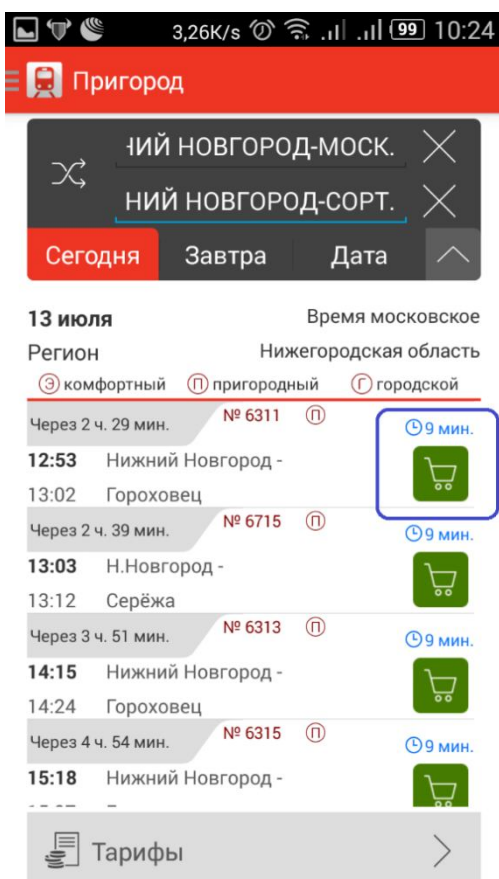 3,26K/s 99 10:24
Пригород
ІИЙ НОВГОРОД-МОСК.
НИЙ НОВГОРОД-СОРТ.
Сегодня Завтра Дата
13 июля Время московское
Регион Нижегородская область
Э комфортный П пригородный Г городской
Через 2 ч. 29 мин. № 6311 П 9 мин.
12:53 Нижний Новгород -
13:02 Гороховец
Через 2 ч. 39 мин. № 6715 П 9 мин.
13:03 Н.Новгород -
13:12 Серёжа
Через 3 ч. 51 мин. № 6313 П 9 мин.
14:15 Нижний Новгород -
14:24 Гороховец
Через 4 ч. 54 мин. № 6315 П 9 мин.
15:18 Нижний Новгород -
Тарифы